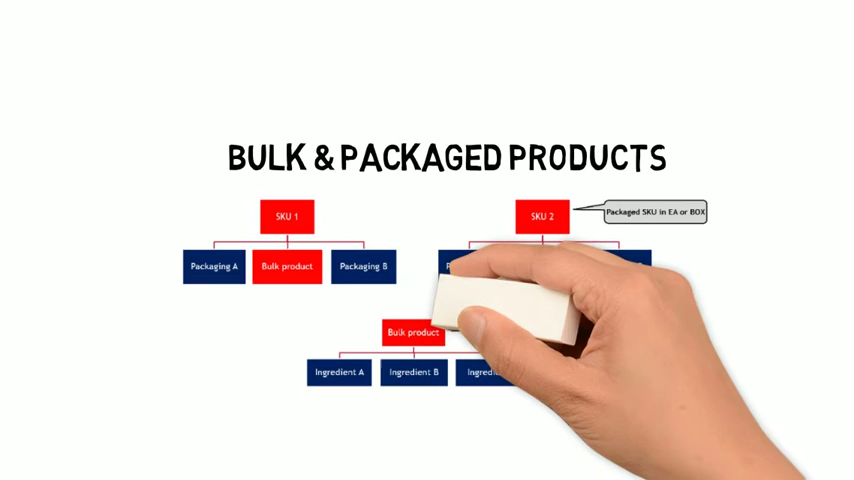 BULK & PACKAGED PRODUCTS
SKU 1
SKU 2
Packaged SKU in EA or BOX
Packaging A
Bulk product
Packaging B
Bulk product
Ingredient A
Ingredient B